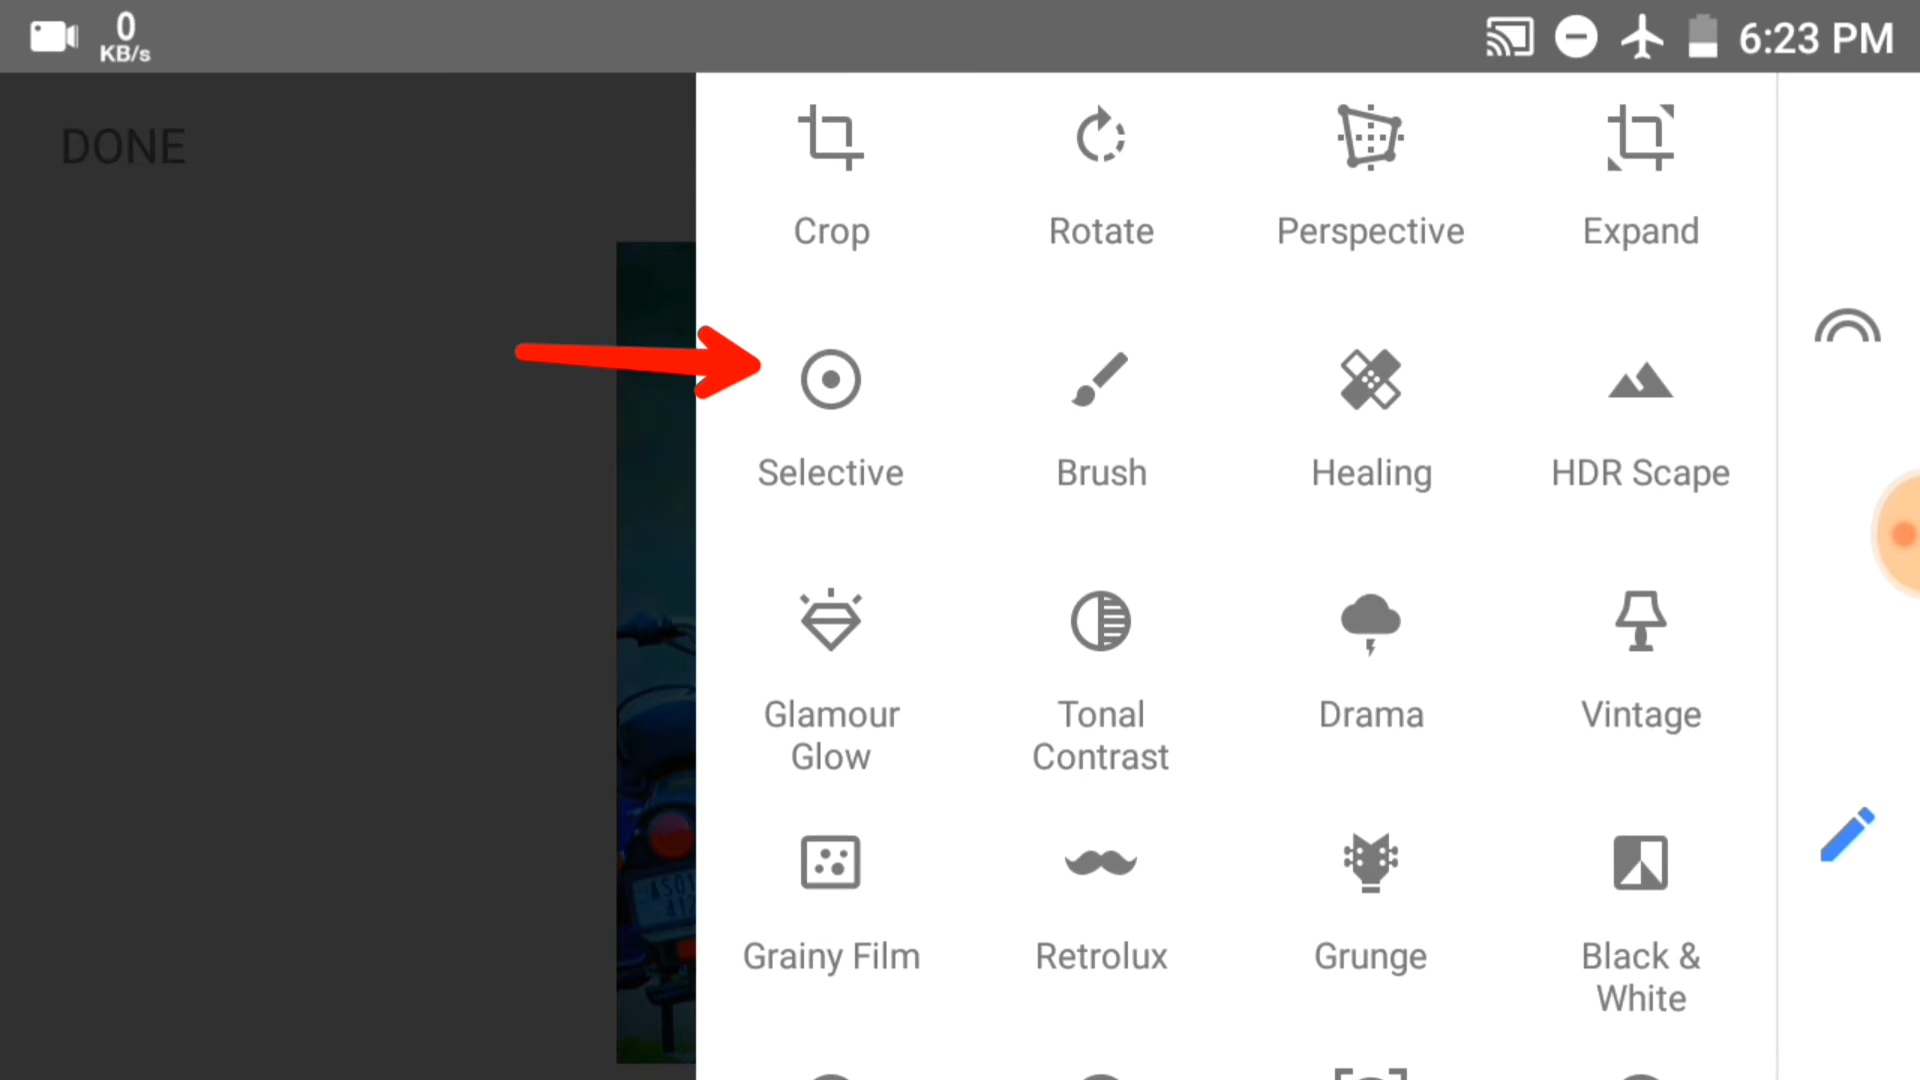 0
KB/s
6:23 PM
DONE
Crop
Rotate
Perspective
Expand
Selective
Brush
Healing
HDR Scape
Glamour
Glow
Tonal
Contrast
Drama
Vintage
Grainy Film
Retrolux
Grunge
Black &
White